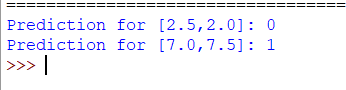 ===================================
Prediction for [2.5,2.0]: 0
Prediction for [7.0,7.5]: 1
>>>